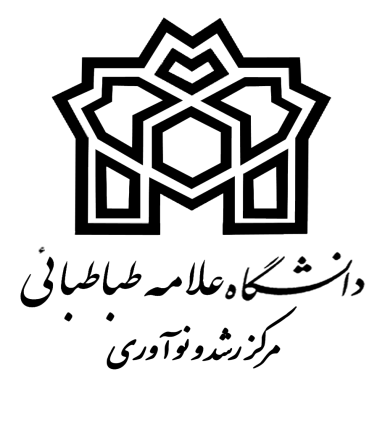 دانشگاه علامه طباطبائی
مرکز رشد و نوآوری